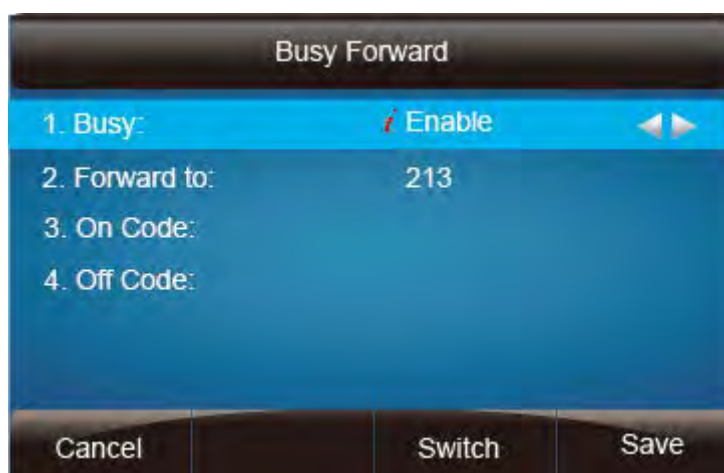 Busy Forward
1. Busy: i Enable
2. Forward to: 213
3. On Code:
4. Off Code:
Cancel Switch Save